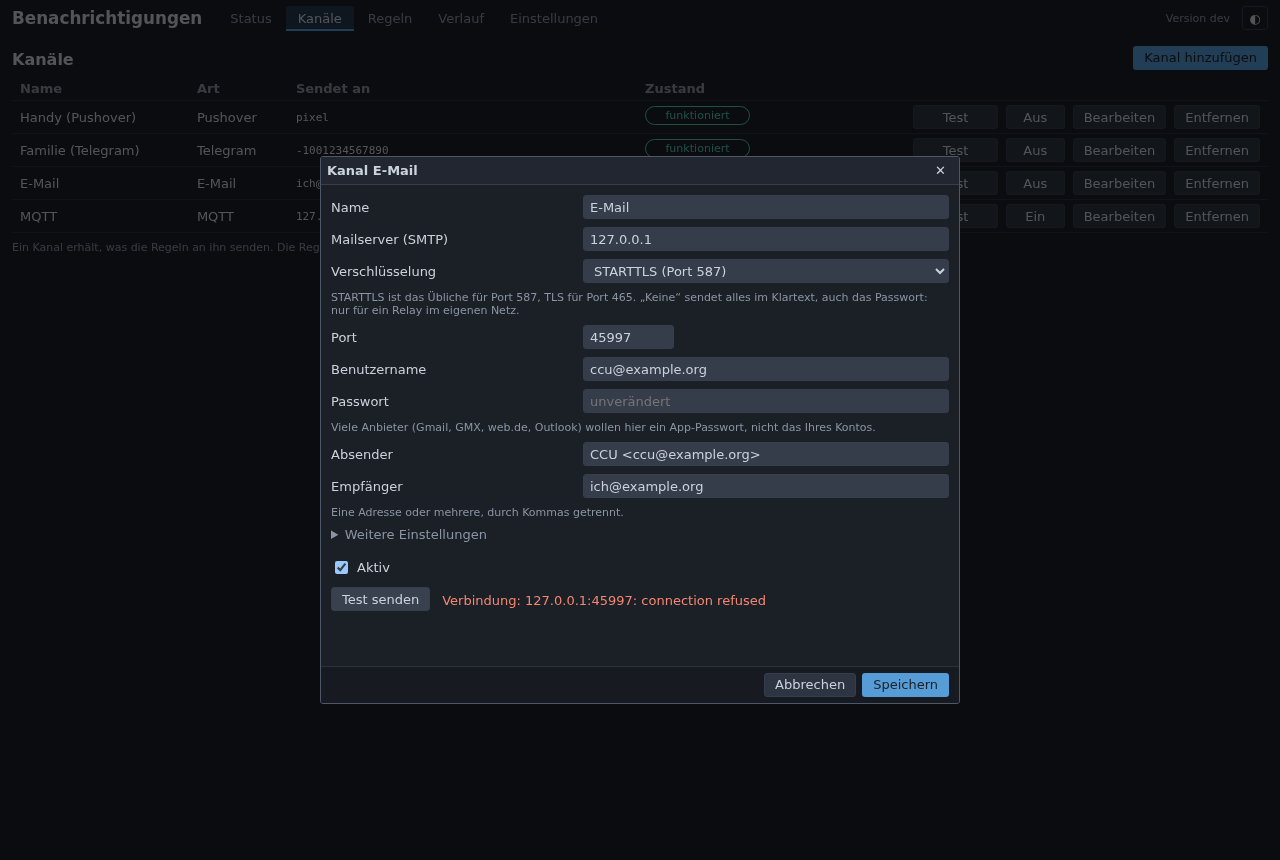 Benachrichtigungen Status Kanäle Regeln Verlauf Einstellungen Version dev
Kanäle Kanal hinzufügen
Name Art Sendet an Zustand
Handy (Pushover) Pushover pixel funktioniert Test Aus Bearbeiten Entfernen
Familie (Telegram) Telegram -1001234567890 funktioniert Test Aus Bearbeiten Entfernen
E-Mail E-Mail ich@ Aus Bearbeiten Entfernen
MQTT MQTT 127. Ein Bearbeiten Entfernen
Ein Kanal erhält, was die Regeln an ihn senden. Die Reg
Kanal E-Mail ✕
Name E-Mail
Mailserver (SMTP) 127.0.0.1
Verschlüsselung STARTTLS (Port 587)
STARTTLS ist das Übliche für Port 587, TLS für Port 465. „Keine“ sendet alles im Klartext, auch das Passwort:
nur für ein Relay im eigenen Netz.
Port 45997
Benutzername ccu@example.org
Passwort unverändert
Viele Anbieter (Gmail, GMX, web.de, Outlook) wollen hier ein App-Passwort, nicht das Ihres Kontos.
Absender CCU <ccu@example.org>
Empfänger ich@example.org
Eine Adresse oder mehrere, durch Kommas getrennt.
Weitere Einstellungen
Aktiv
Test senden Verbindung: 127.0.0.1:45997: connection refused
Abbrechen Speichern